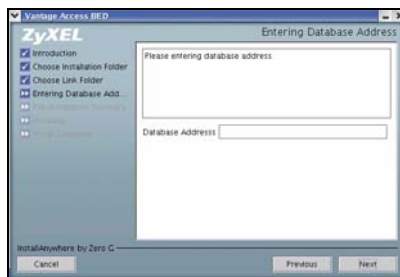 Vantage Access BED
ZyXEL
Entering Database Address
Introduction
Choose Installation Folder
Choose Link Folder
Entering Database Add...
Please entering database address
Database Addresss
InstallAnywhere by Zero G
Cancel
Previous
Next